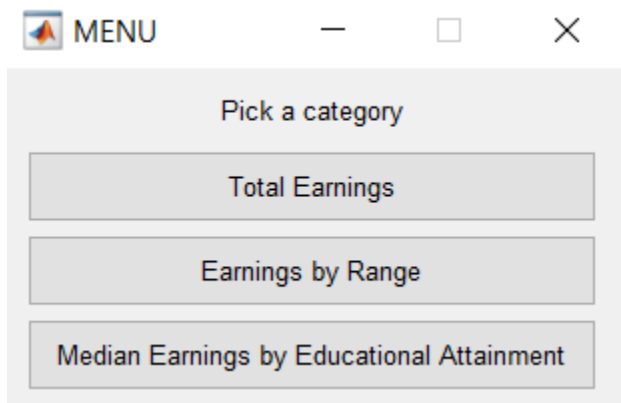 MENU
Pick a category
Total Earnings
Earnings by Range
Median Earnings by Educational Attainment